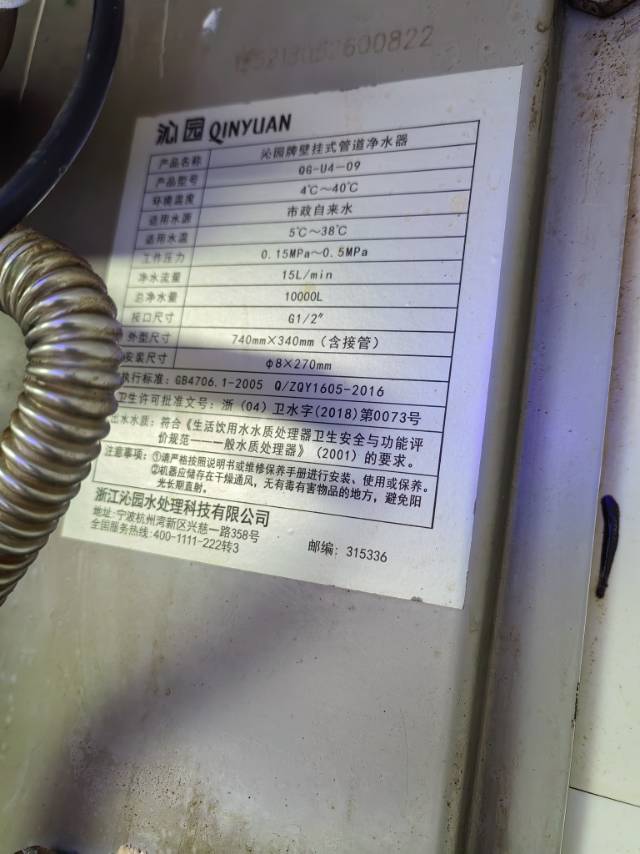 沁园 QINYUAN
产品名称 沁园牌壁挂式管道净水器
产品型号 QG-U4-09
环境温度 4℃~40℃
适用水源 市政自来水
适用水温 5℃~38℃
工作压力 0.15MPa~0.5MPa
净水流量 15L/min
总净水量 10000L
接口尺寸 G1/2"
外型尺寸 740mm×340mm（含接管）
安装尺寸 φ8×270mm
执行标准：GB4706.1-2005 Q/ZQY1605-2016
卫生许可批准文号：浙（04）卫水字(2018)第0073号
出水水质：符合《生活饮用水水质处理器卫生安全与功能评
价规范——一般水质处理器》（2001）的要求。
注意事项：①请严格按照说明书或维修保养手册进行安装、使用或保养。
②机器应储存在干燥通风，无有毒有害物品的地方，避免阳
光长期直射。
浙江沁园水处理科技有限公司
地址：宁波杭州湾新区兴慈一路358号
全国服务热线：400-1111-222转3
邮编：315336